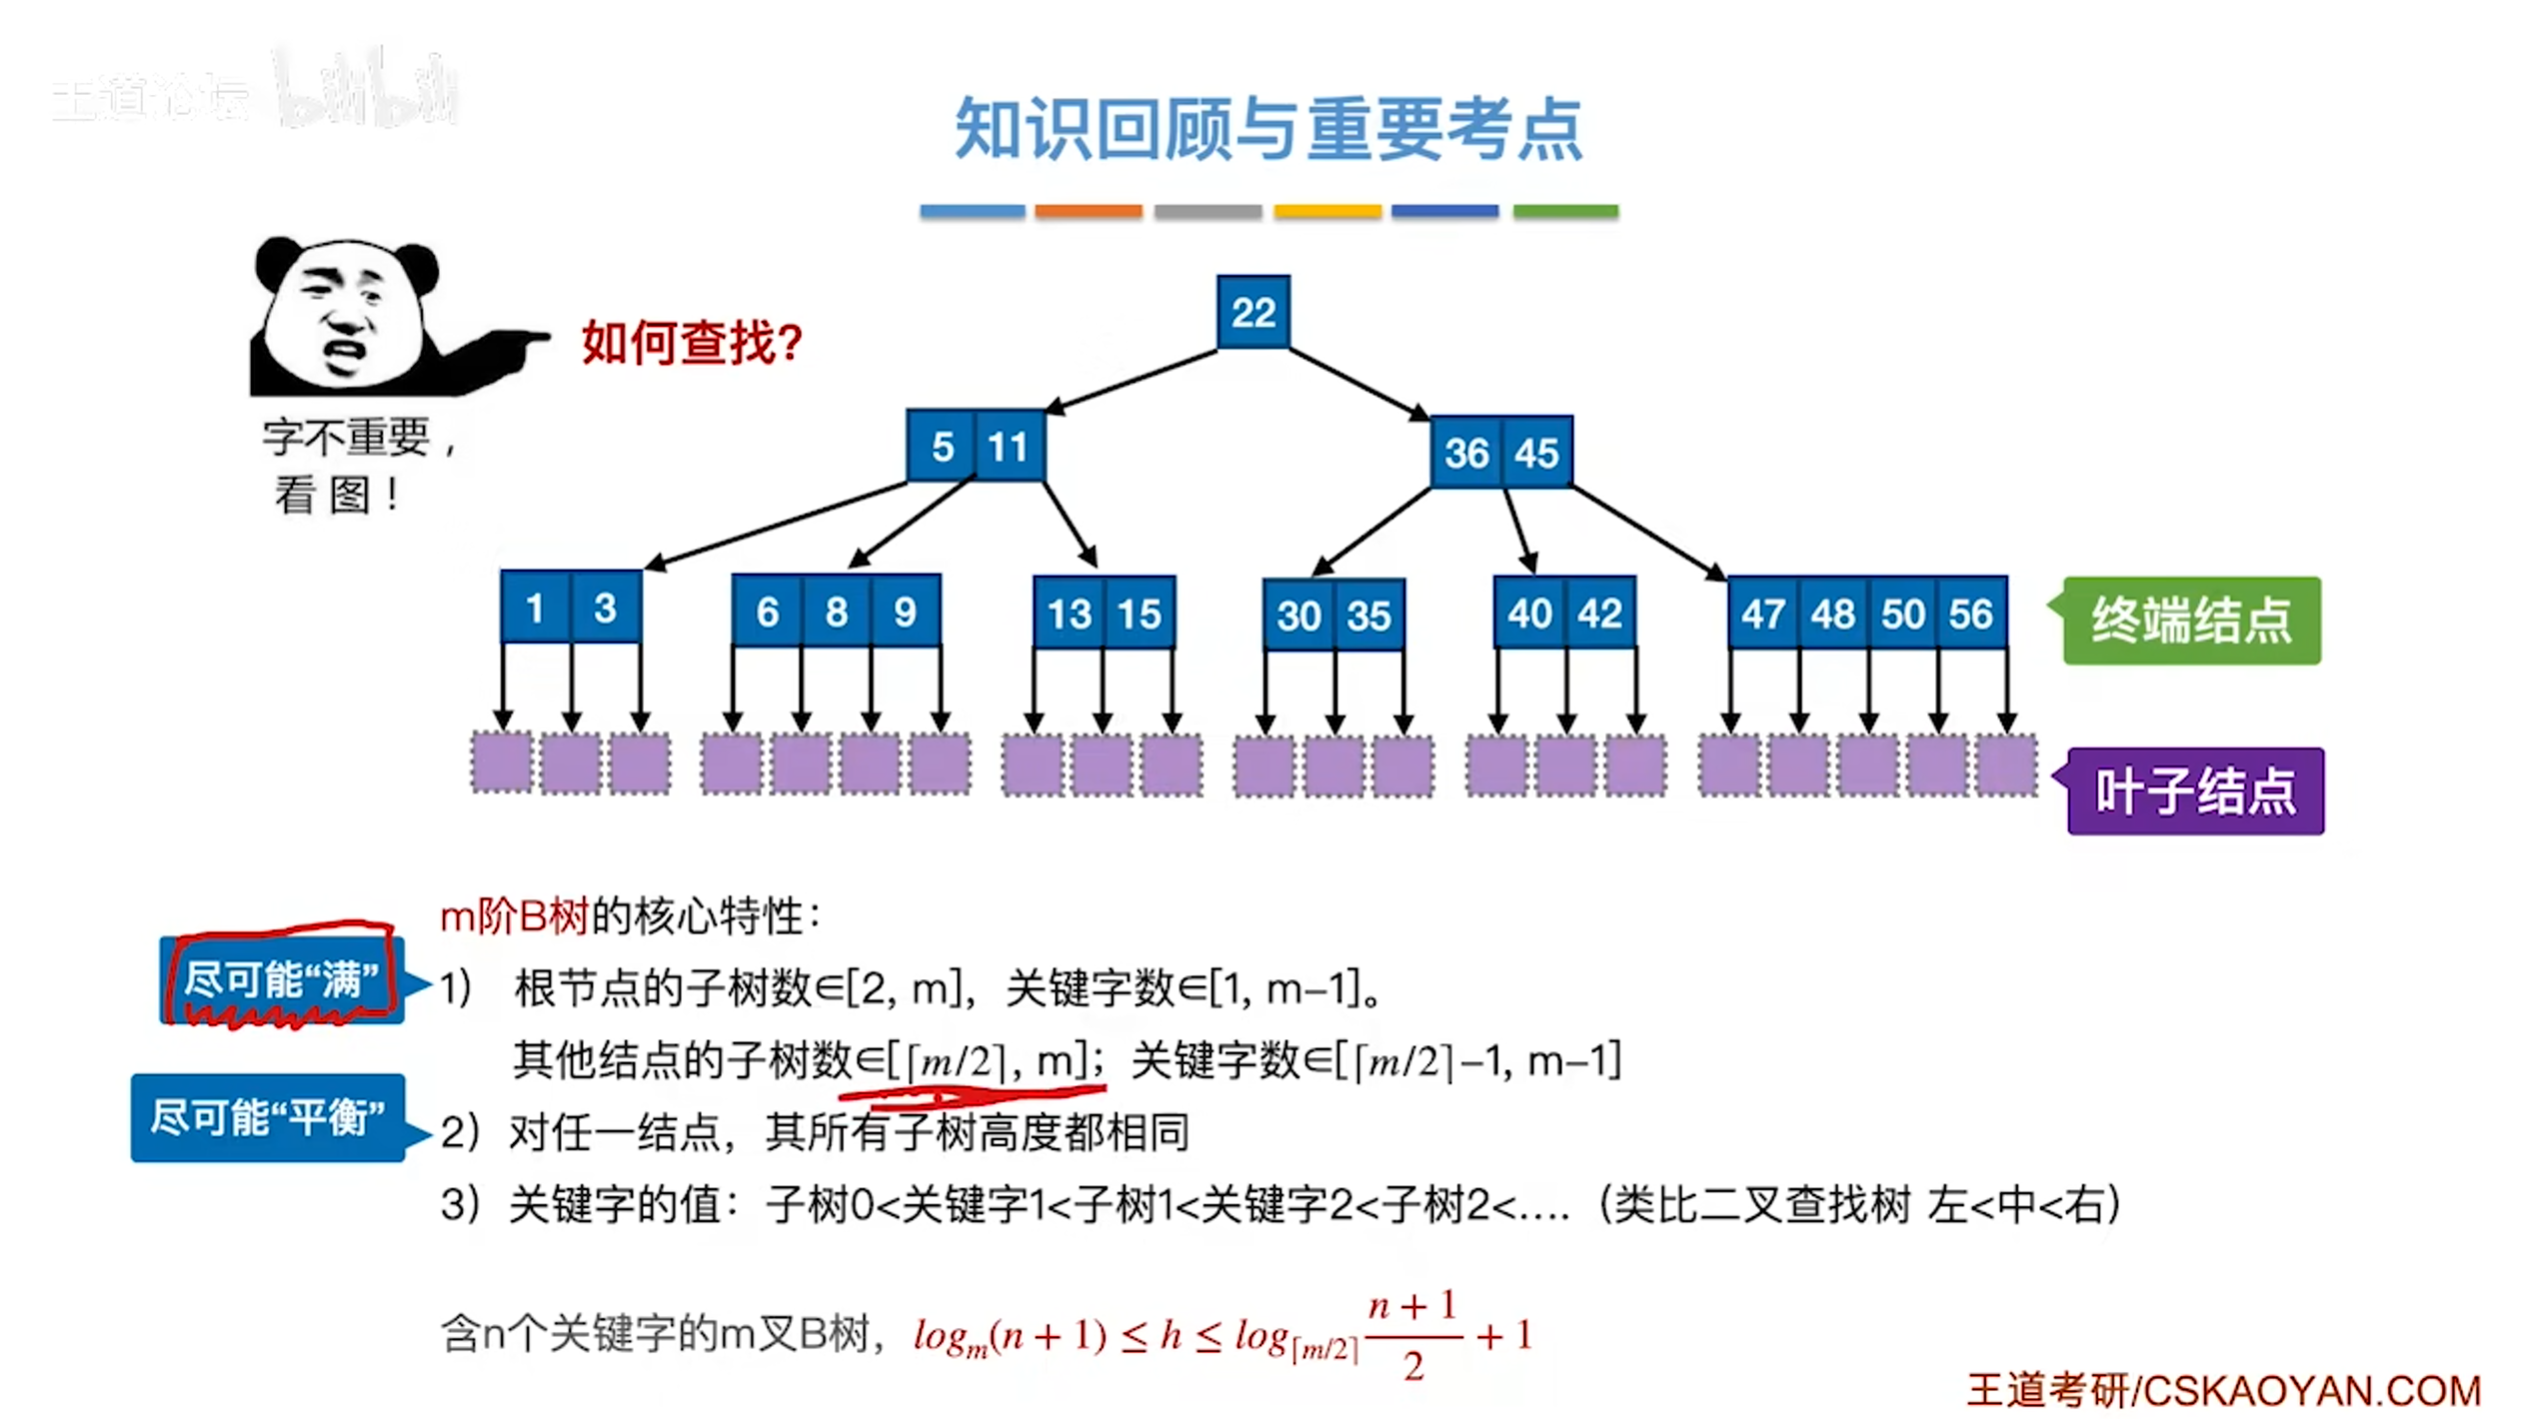 王道论坛 bilibili
知识回顾与重要考点
如何查找?
字不重要，
看图！
22
5 11
36 45
1 3
6 8 9
13 15
30 35
40 42
47 48 50 56
终端结点
叶子结点
m阶B树的核心特性：
尽可能“满”
1） 根节点的子树数∈[2, m]，关键字数∈[1, m–1]。
其他结点的子树数∈[⌈m/2⌉, m]；关键字数∈[⌈m/2⌉–1, m–1]
尽可能“平衡”
2）对任一结点，其所有子树高度都相同
3）关键字的值：子树0<关键字1<子树1<关键字2<子树2<…. （类比二叉查找树 左<中<右）
含n个关键字的m叉B树，log_m(n + 1) ≤ h ≤ log_⌈m/2⌉ (n + 1)/2 + 1
王道考研/CSKAOYAN.COM